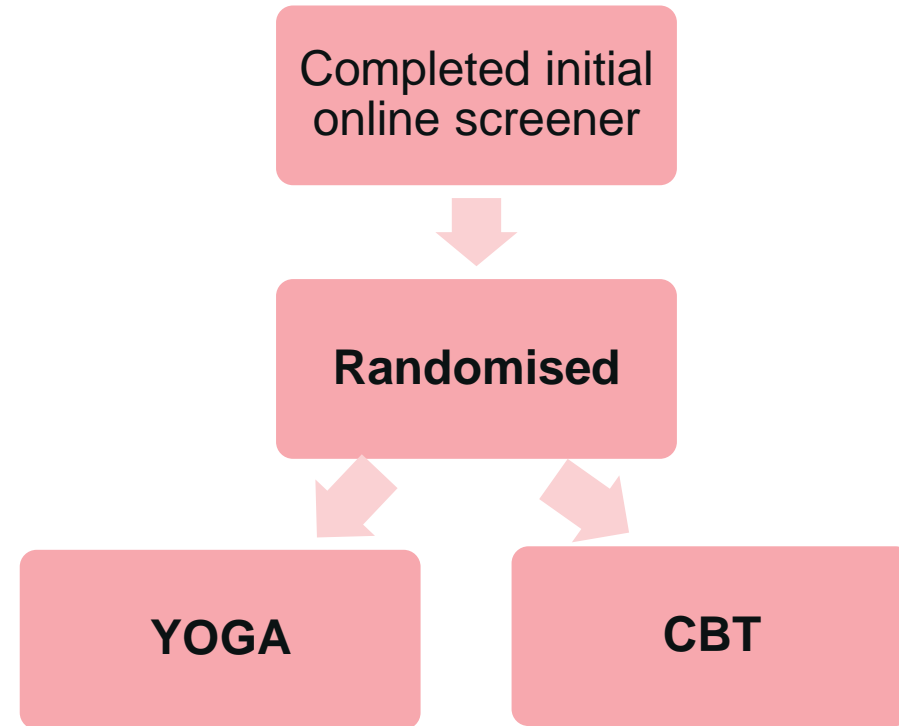 Completed initial
online screener
Randomised
YOGA
CBT